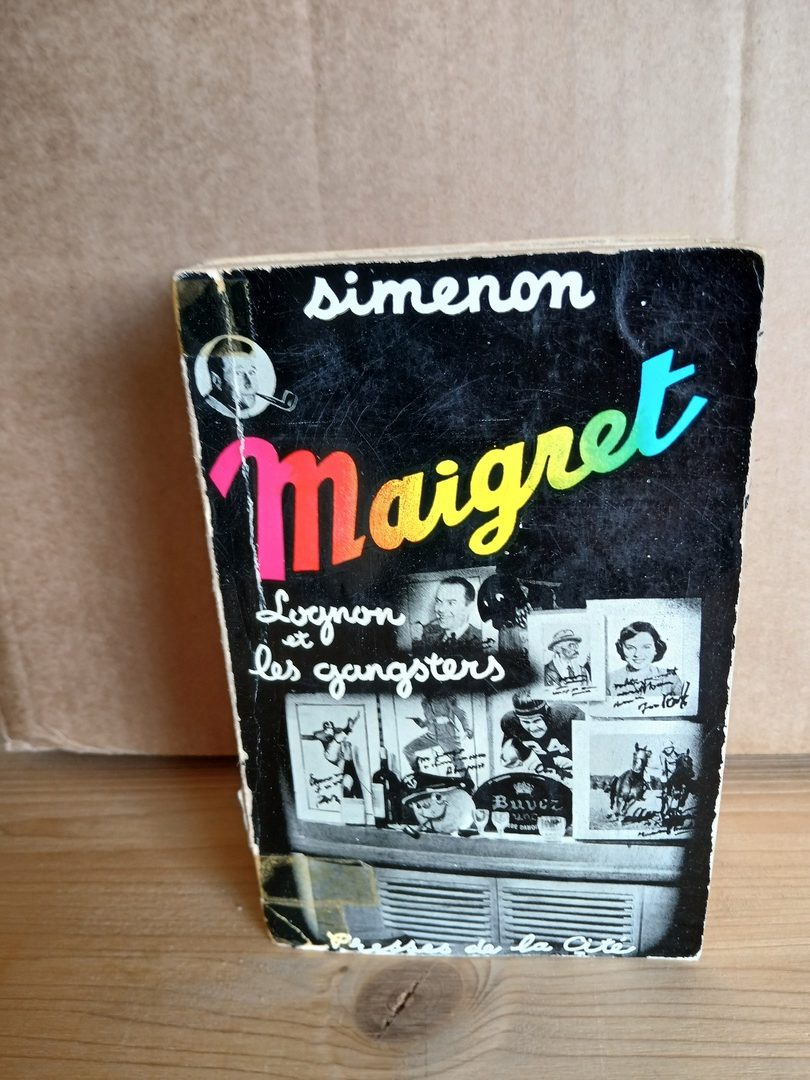 simenon
Maigret
Lognon
et
les gangsters
Buvez
Presses de la Cité